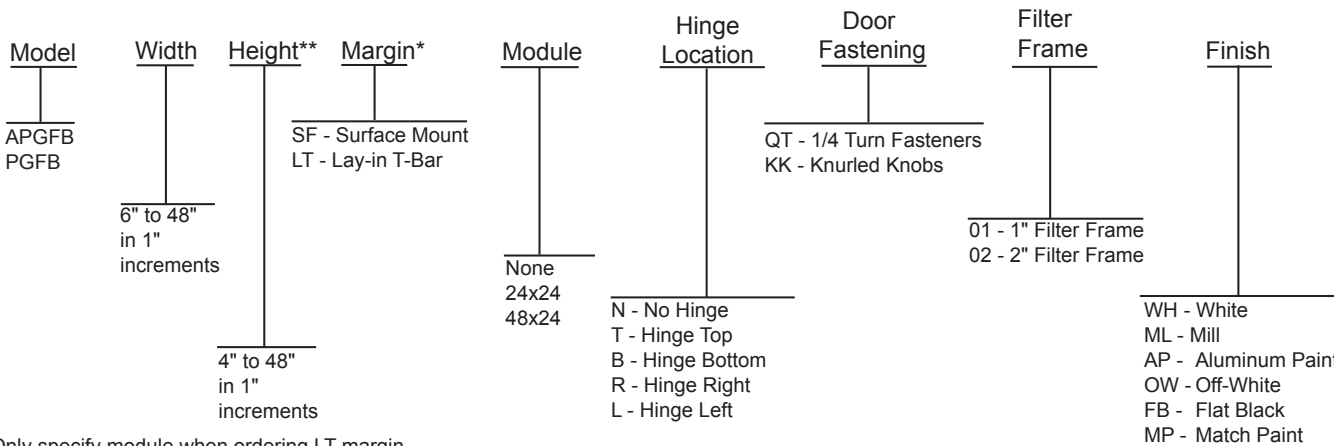 Model
Width
Height**
Margin*
Module
Hinge
Location
Door
Fastening
Filter
Frame
Finish
APGFB
PGFB
6" to 48"
in 1"
increments
4" to 48"
in 1"
increments
SF - Surface Mount
LT - Lay-in T-Bar
None
24x24
48x24
N - No Hinge
T - Hinge Top
B - Hinge Bottom
R - Hinge Right
L - Hinge Left
QT - 1/4 Turn Fasteners
KK - Knurled Knobs
01 - 1" Filter Frame
02 - 2" Filter Frame
WH - White
ML - Mill
AP - Aluminum Paint
OW - Off-White
FB - Flat Black
MP - Match Paint
Only specify module when ordering LT margin